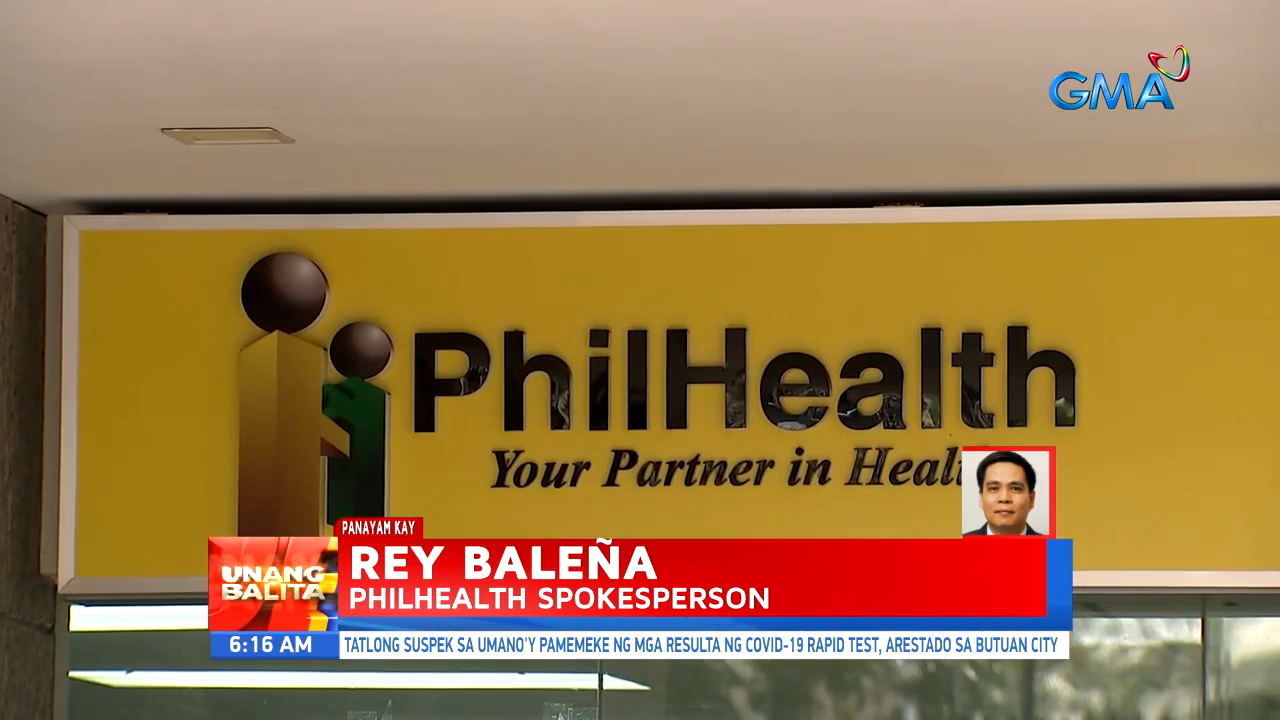 GMA
PhilHealth
Your Partner in Heal
PANAYAM KAY
REY BALEÑA
PHILHEALTH SPOKESPERSON
UNANG
BALITA
6:16 AM
TATLONG SUSPEK SA UMANO'Y PAMEMEKE NG MGA RESULTA NG COVID-19 RAPID TEST, ARESTADO SA BUTUAN CITY